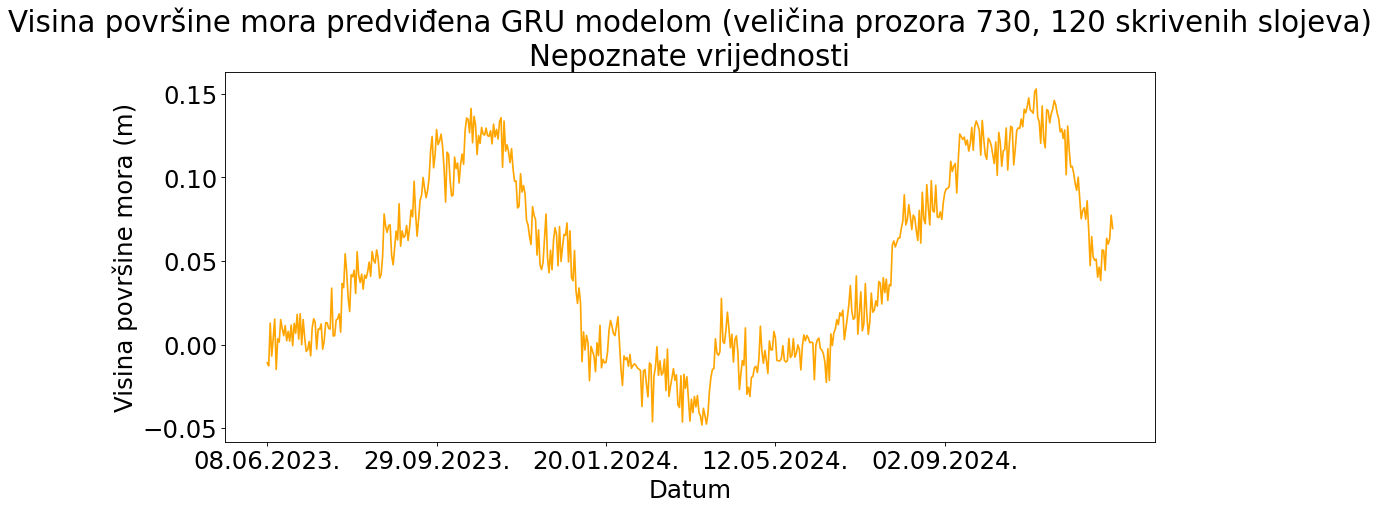 Visina površine mora predviđena GRU modelom (veličina prozora 730, 120 skrivenih slojeva)
Nepoznate vrijednosti
Visina površine mora (m)
0.15
0.10
0.05
0.00
−0.05
08.06.2023. 29.09.2023. 20.01.2024. 12.05.2024. 02.09.2024.
Datum